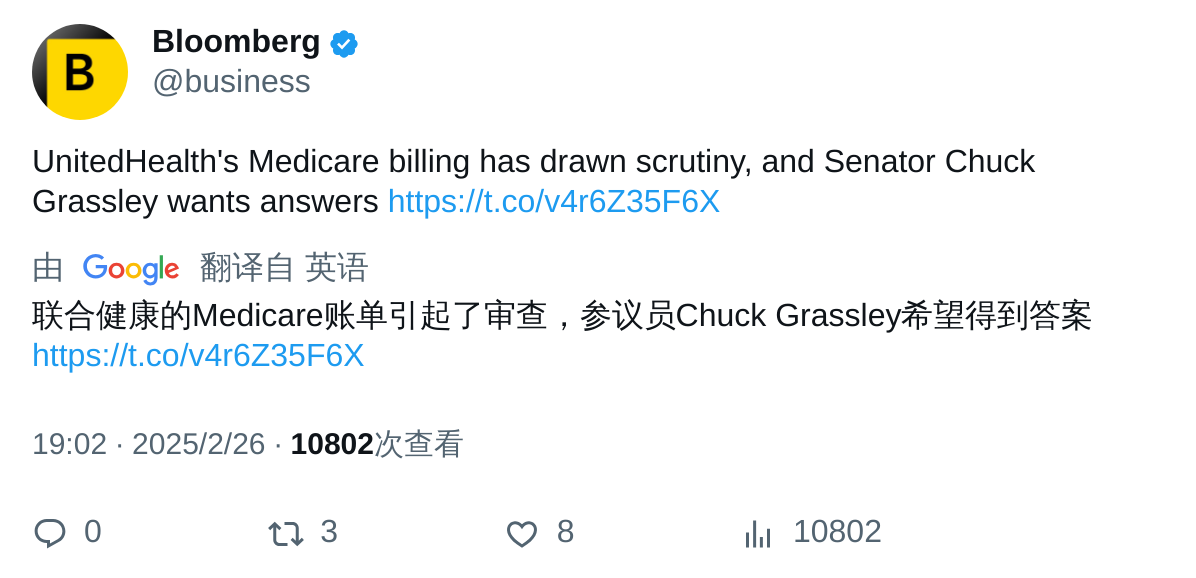 B
Bloomberg
@business
UnitedHealth's Medicare billing has drawn scrutiny, and Senator Chuck
Grassley wants answers https://t.co/v4r6Z35F6X
由 Google 翻译自 英语
联合健康的Medicare账单引起了审查，参议员Chuck Grassley希望得到答案
https://t.co/v4r6Z35F6X
19:02 · 2025/2/26 · 10802次查看
0 3 8 10802